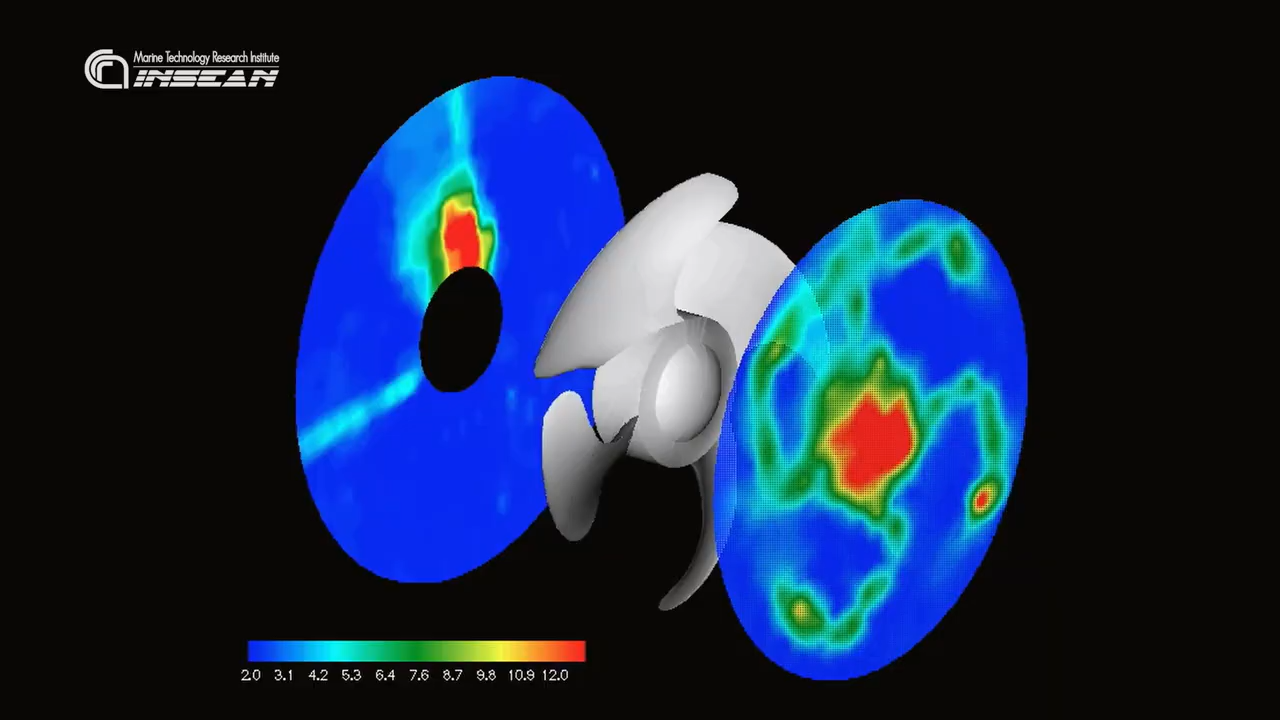 Marine Technology Research Institute
INSEAN
2.0 3.1 4.2 5.3 6.4 7.6 8.7 9.8 10.9 12.0